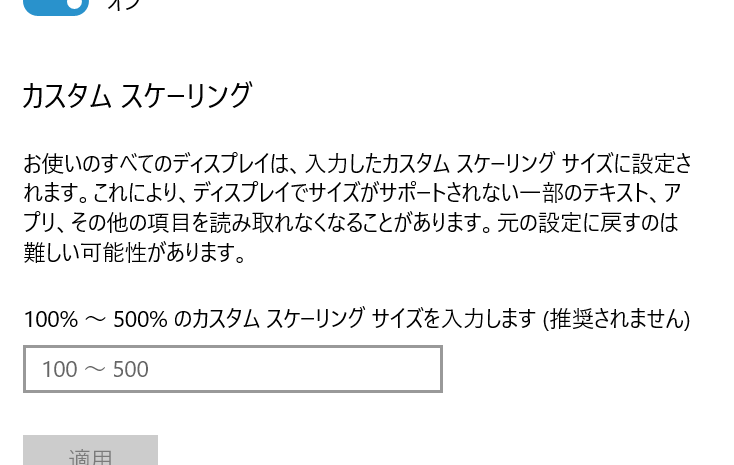 オン
カスタム スケーリング
お使いのすべてのディスプレイは、入力したカスタム スケーリング サイズに設定さ
れます。これにより、ディスプレイでサイズがサポートされない一部のテキスト、ア
プリ、その他の項目を読み取れなくなることがあります。元の設定に戻すのは
難しい可能性があります。
100% ～ 500% のカスタム スケーリング サイズを入力します (推奨されません)
100 ～ 500
適用